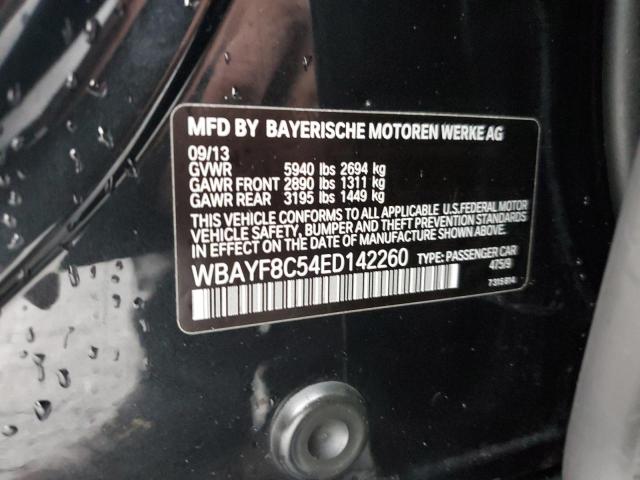 MFD BY BAYERISCHE MOTOREN WERKE AG
09/13
GVWR 5940 lbs 2694 kg
GAWR FRONT 2890 lbs 1311 kg
GAWR REAR 3195 lbs 1449 kg
THIS VEHICLE CONFORMS TO ALL APPLICABLE U.S.FEDERAL MOTOR
VEHICLE SAFETY, BUMPER AND THEFT PREVENTION STANDARDS
IN EFFECT ON THE DATE OF MANUFACTURE SHOWN ABOVE.
WBAYF8C54ED142260 TYPE: PASSENGER CAR
475/9
7315814